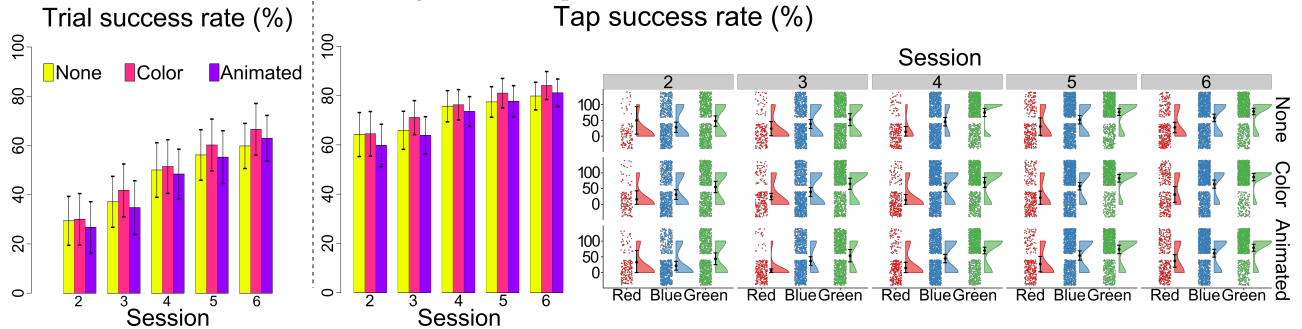 Trial success rate (%)
100
80
60
40
20
0
None Color Animated
2 3 4 5 6
Session
Tap success rate (%)
100
80
60
40
20
0
2 3 4 5 6
Session
Session
2 3 4 5 6
100
50
0
None
100
50
0
Color
100
50
0
Animated
Red Blue Green Red Blue Green Red Blue Green Red Blue Green Red Blue Green